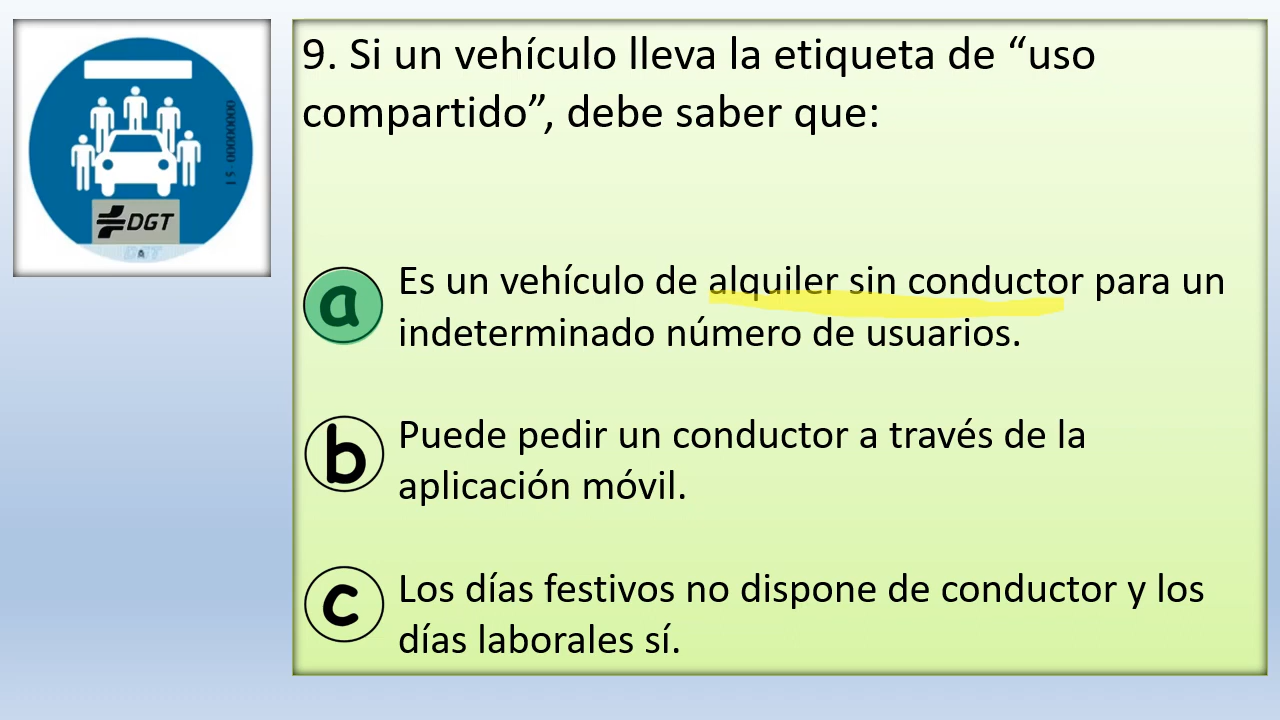 9. Si un vehículo lleva la etiqueta de “uso
compartido”, debe saber que:
DGT
a
Es un vehículo de alquiler sin conductor para un
indeterminado número de usuarios.
b
Puede pedir un conductor a través de la
aplicación móvil.
c
Los días festivos no dispone de conductor y los
días laborales sí.